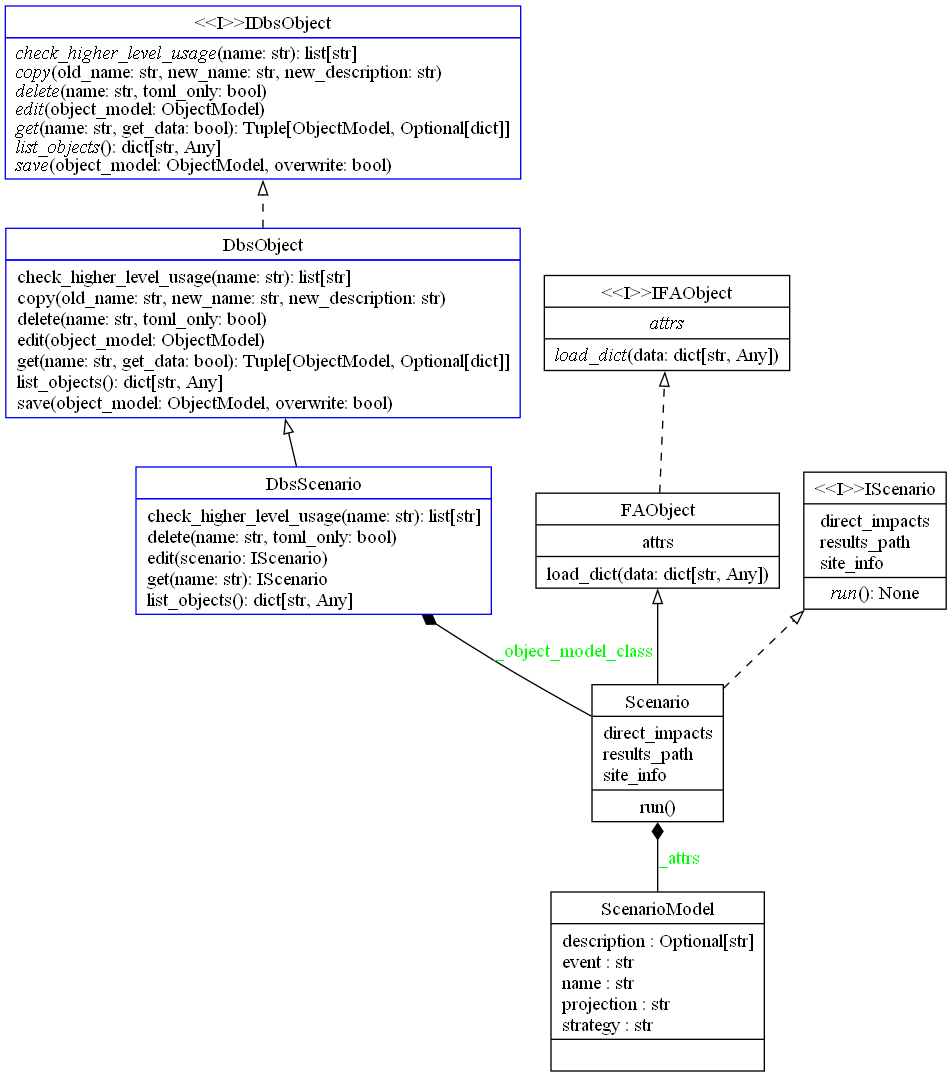 <<I>>IDbsObject
check_higher_level_usage(name: str): list[str]
copy(old_name: str, new_name: str, new_description: str)
delete(name: str, toml_only: bool)
edit(object_model: ObjectModel)
get(name: str, get_data: bool): Tuple[ObjectModel, Optional[dict]]
list_objects(): dict[str, Any]
save(object_model: ObjectModel, overwrite: bool)
DbsObject
check_higher_level_usage(name: str): list[str]
copy(old_name: str, new_name: str, new_description: str)
delete(name: str, toml_only: bool)
edit(object_model: ObjectModel)
get(name: str, get_data: bool): Tuple[ObjectModel, Optional[dict]]
list_objects(): dict[str, Any]
save(object_model: ObjectModel, overwrite: bool)
<<I>>IFAObject
attrs
load_dict(data: dict[str, Any])
DbsScenario
check_higher_level_usage(name: str): list[str]
delete(name: str, toml_only: bool)
edit(scenario: IScenario)
get(name: str): IScenario
list_objects(): dict[str, Any]
FAObject
attrs
load_dict(data: dict[str, Any])
<<I>>IScenario
direct_impacts
results_path
site_info
run(): None
_object_model_class
Scenario
direct_impacts
results_path
site_info
run()
_attrs
ScenarioModel
description : Optional[str]
event : str
name : str
projection : str
strategy : str